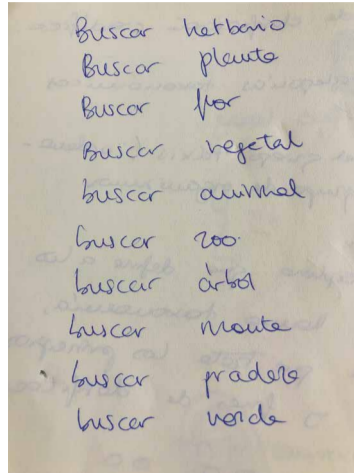 Buscar herbario
Buscar planta
Buscar flor
Buscar vegetal
buscar animal
buscar zoo
buscar árbol
buscar monte
buscar pradera
buscar verde